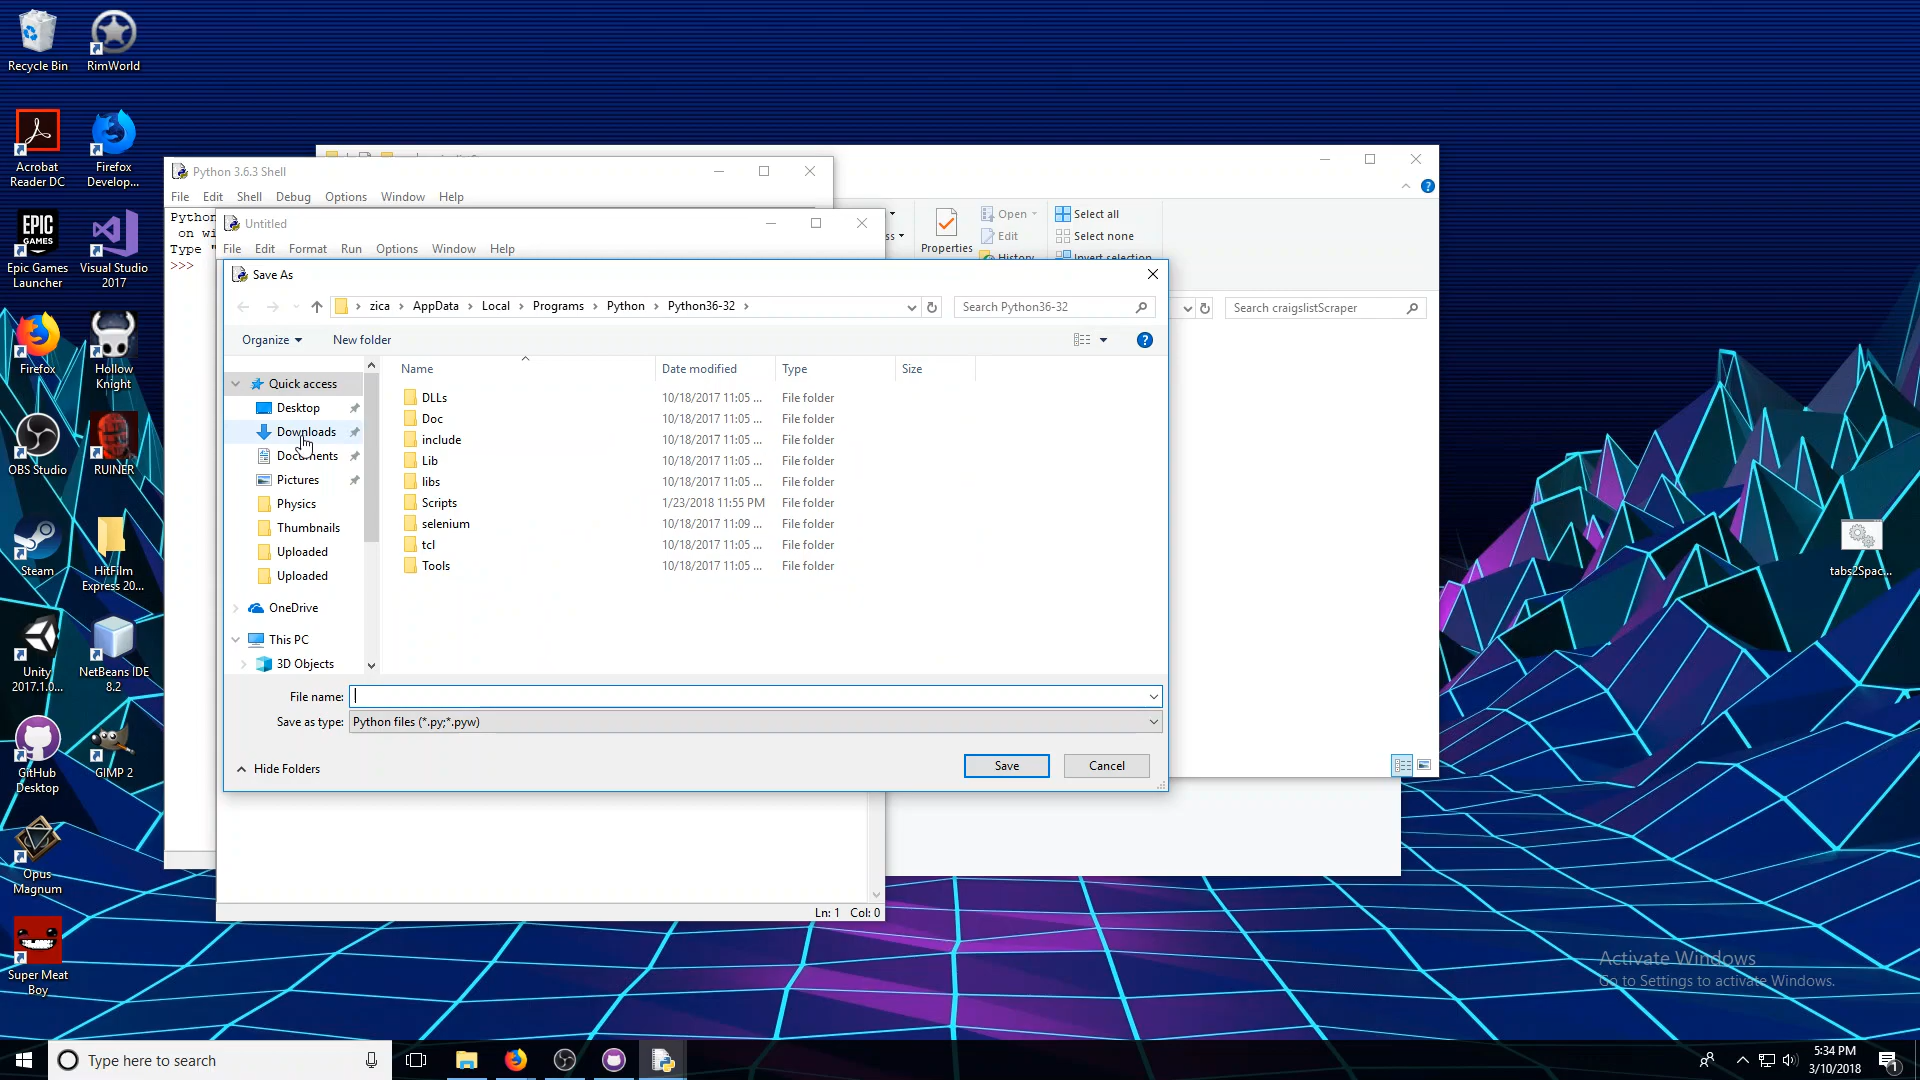 Recycle Bin
RimWorld
Acrobat
Reader DC
Firefox
Develop...
EPIC
GAMES
Epic Games
Launcher
Visual Studio
2017
Firefox
Hollow
Knight
OBS Studio
RUINER
Steam
HitFilm
Express 20...
Unity
2017.1.0...
NetBeans IDE
8.2
GitHub
Desktop
GIMP 2
Opus
Magnum
Super Meat
Boy
tabs2Spac...
Python 3.6.3 Shell
File Edit Shell Debug Options Window Help
Python
on wi
Type "
>>>
Untitled
File Edit Format Run Options Window Help
Ln: 1 Col: 0
Properties
Open
Edit
History
Select all
Select none
Invert selection
Search craigslistScraper
Save As
zica > AppData > Local > Programs > Python > Python36-32 >
Search Python36-32
Organize New folder
Quick access
Desktop
Downloads
Documents
Pictures
Physics
Thumbnails
Uploaded
Uploaded
OneDrive
This PC
3D Objects
Name Date modified Type Size
DLLs 10/18/2017 11:05 ... File folder
Doc 10/18/2017 11:05 ... File folder
include 10/18/2017 11:05 ... File folder
Lib 10/18/2017 11:05 ... File folder
libs 10/18/2017 11:05 ... File folder
Scripts 1/23/2018 11:55 PM File folder
selenium 10/18/2017 11:09 ... File folder
tcl 10/18/2017 11:05 ... File folder
Tools 10/18/2017 11:05 ... File folder
File name:
Save as type: Python files (*.py;*.pyw)
Hide Folders
Save Cancel
Activate Windows
Go to Settings to activate Windows.
Type here to search
5:34 PM
3/10/2018
1